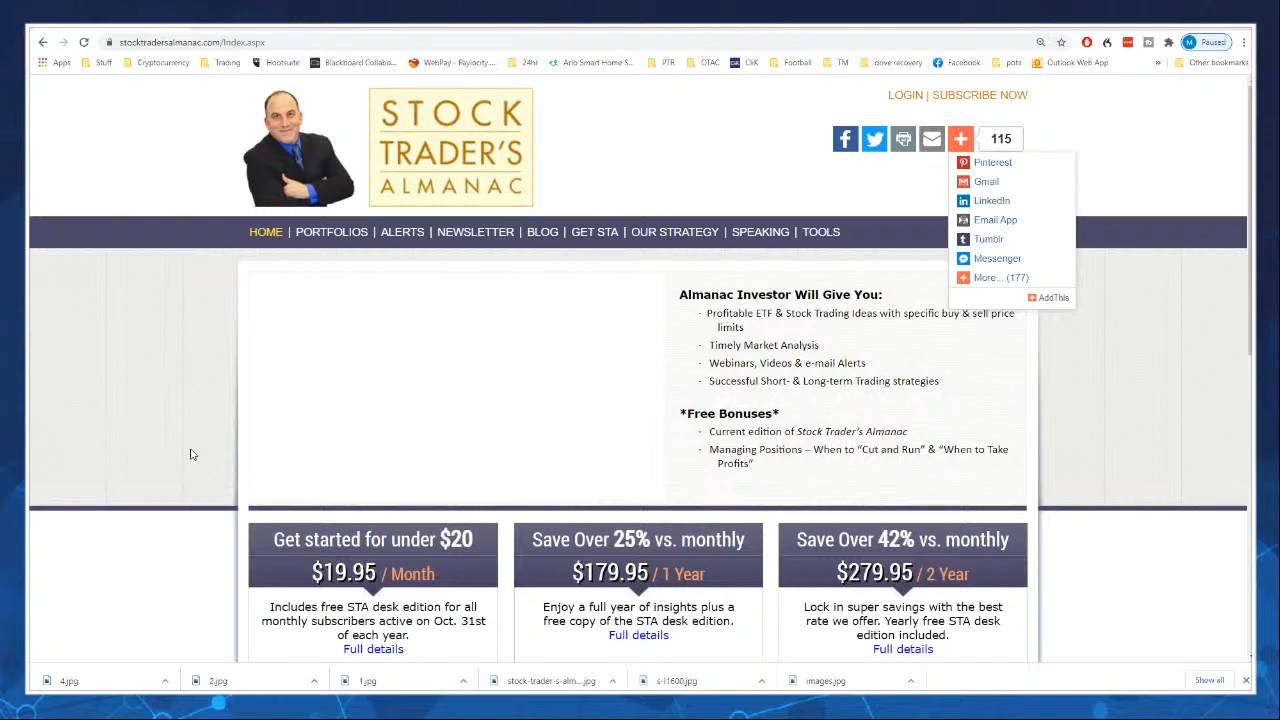 stocktradersalmanac.com/Index.aspx
M Paused
Apps Stuff Cryptocurrency Trading Hootsuite Blackboard Collabo... WebPay - Paylocity... 24hr Arlo Smart Home S... PTR OTAC CliK Football TM drive recovery Facebook pots Outlook Web App » Other bookmarks
LOGIN | SUBSCRIBE NOW
STOCK
TRADER'S
ALMANAC
115
Pinterest
Gmail
LinkedIn
Email App
Tumblr
Messenger
More... (177)
AddThis
HOME | PORTFOLIOS | ALERTS | NEWSLETTER | BLOG | GET STA | OUR STRATEGY | SPEAKING | TOOLS
Almanac Investor Will Give You:
· Profitable ETF & Stock Trading Ideas with specific buy & sell price
limits
· Timely Market Analysis
· Webinars, Videos & e-mail Alerts
· Successful Short- & Long-term Trading strategies
*Free Bonuses*
· Current edition of Stock Trader's Almanac
· Managing Positions – When to "Cut and Run" & "When to Take
Profits"
Get started for under $20
$19.95 / Month
Includes free STA desk edition for all
monthly subscribers active on Oct. 31st
of each year.
Full details
Save Over 25% vs. monthly
$179.95 / 1 Year
Enjoy a full year of insights plus a
free copy of the STA desk edition.
Full details
Save Over 42% vs. monthly
$279.95 / 2 Year
Lock in super savings with the best
rate we offer. Yearly free STA desk
edition included.
Full details
4.jpg 2.jpg 1.jpg stock-trader-s-alm....jpg s-l1600.jpg images.jpg Show all